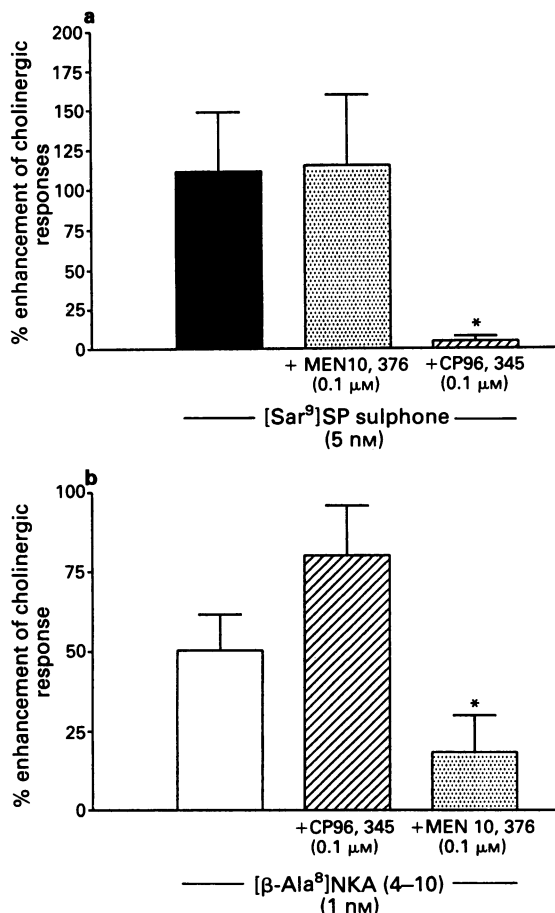 a
% enhancement of cholinergic
responses
200
175
150
125
100
75
50
25
0
*
+ MEN10, 376
(0.1 μM)
+CP96, 345
(0.1 μM)
[Sar⁹]SP sulphone
(5 nM)
b
% enhancement of cholinergic
response
100
75
50
25
0
*
+CP96, 345
(0.1 μM)
+MEN 10, 376
(0.1 μM)
[β-Ala⁸]NKA (4–10)
(1 nM)